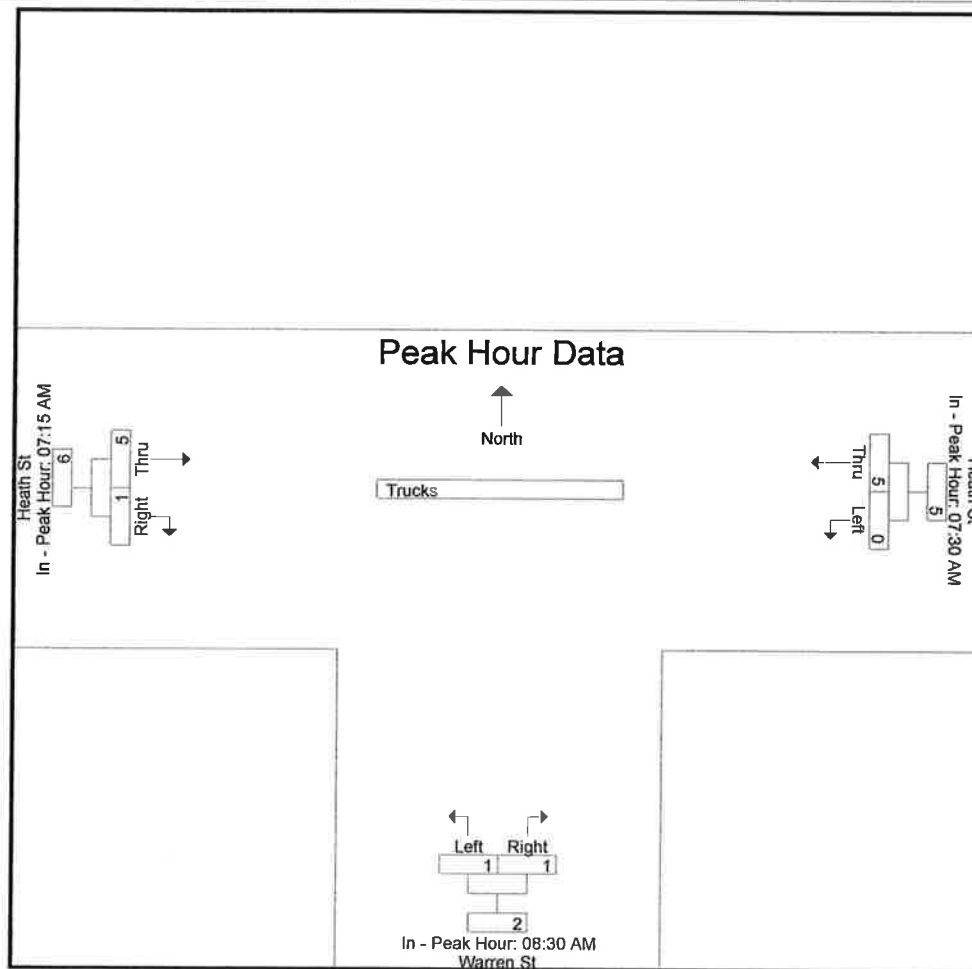 Peak Hour Data
North
Trucks
Heath St
In - Peak Hour: 07:15 AM
6
5 1
Thru
Right
Thru
Left
5 0
5
In - Peak Hour: 07:30 AM
Left Right
1 1
2
In - Peak Hour: 08:30 AM
Warren St